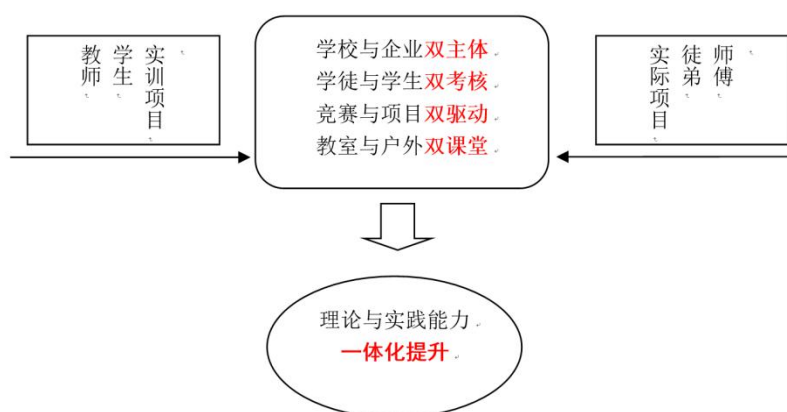 实训项目
学生
教师
学校与企业双主体
学徒与学生双考核
竞赛与项目双驱动
教室与户外双课堂
师傅
徒弟
实际项目
理论与实践能力
一体化提升